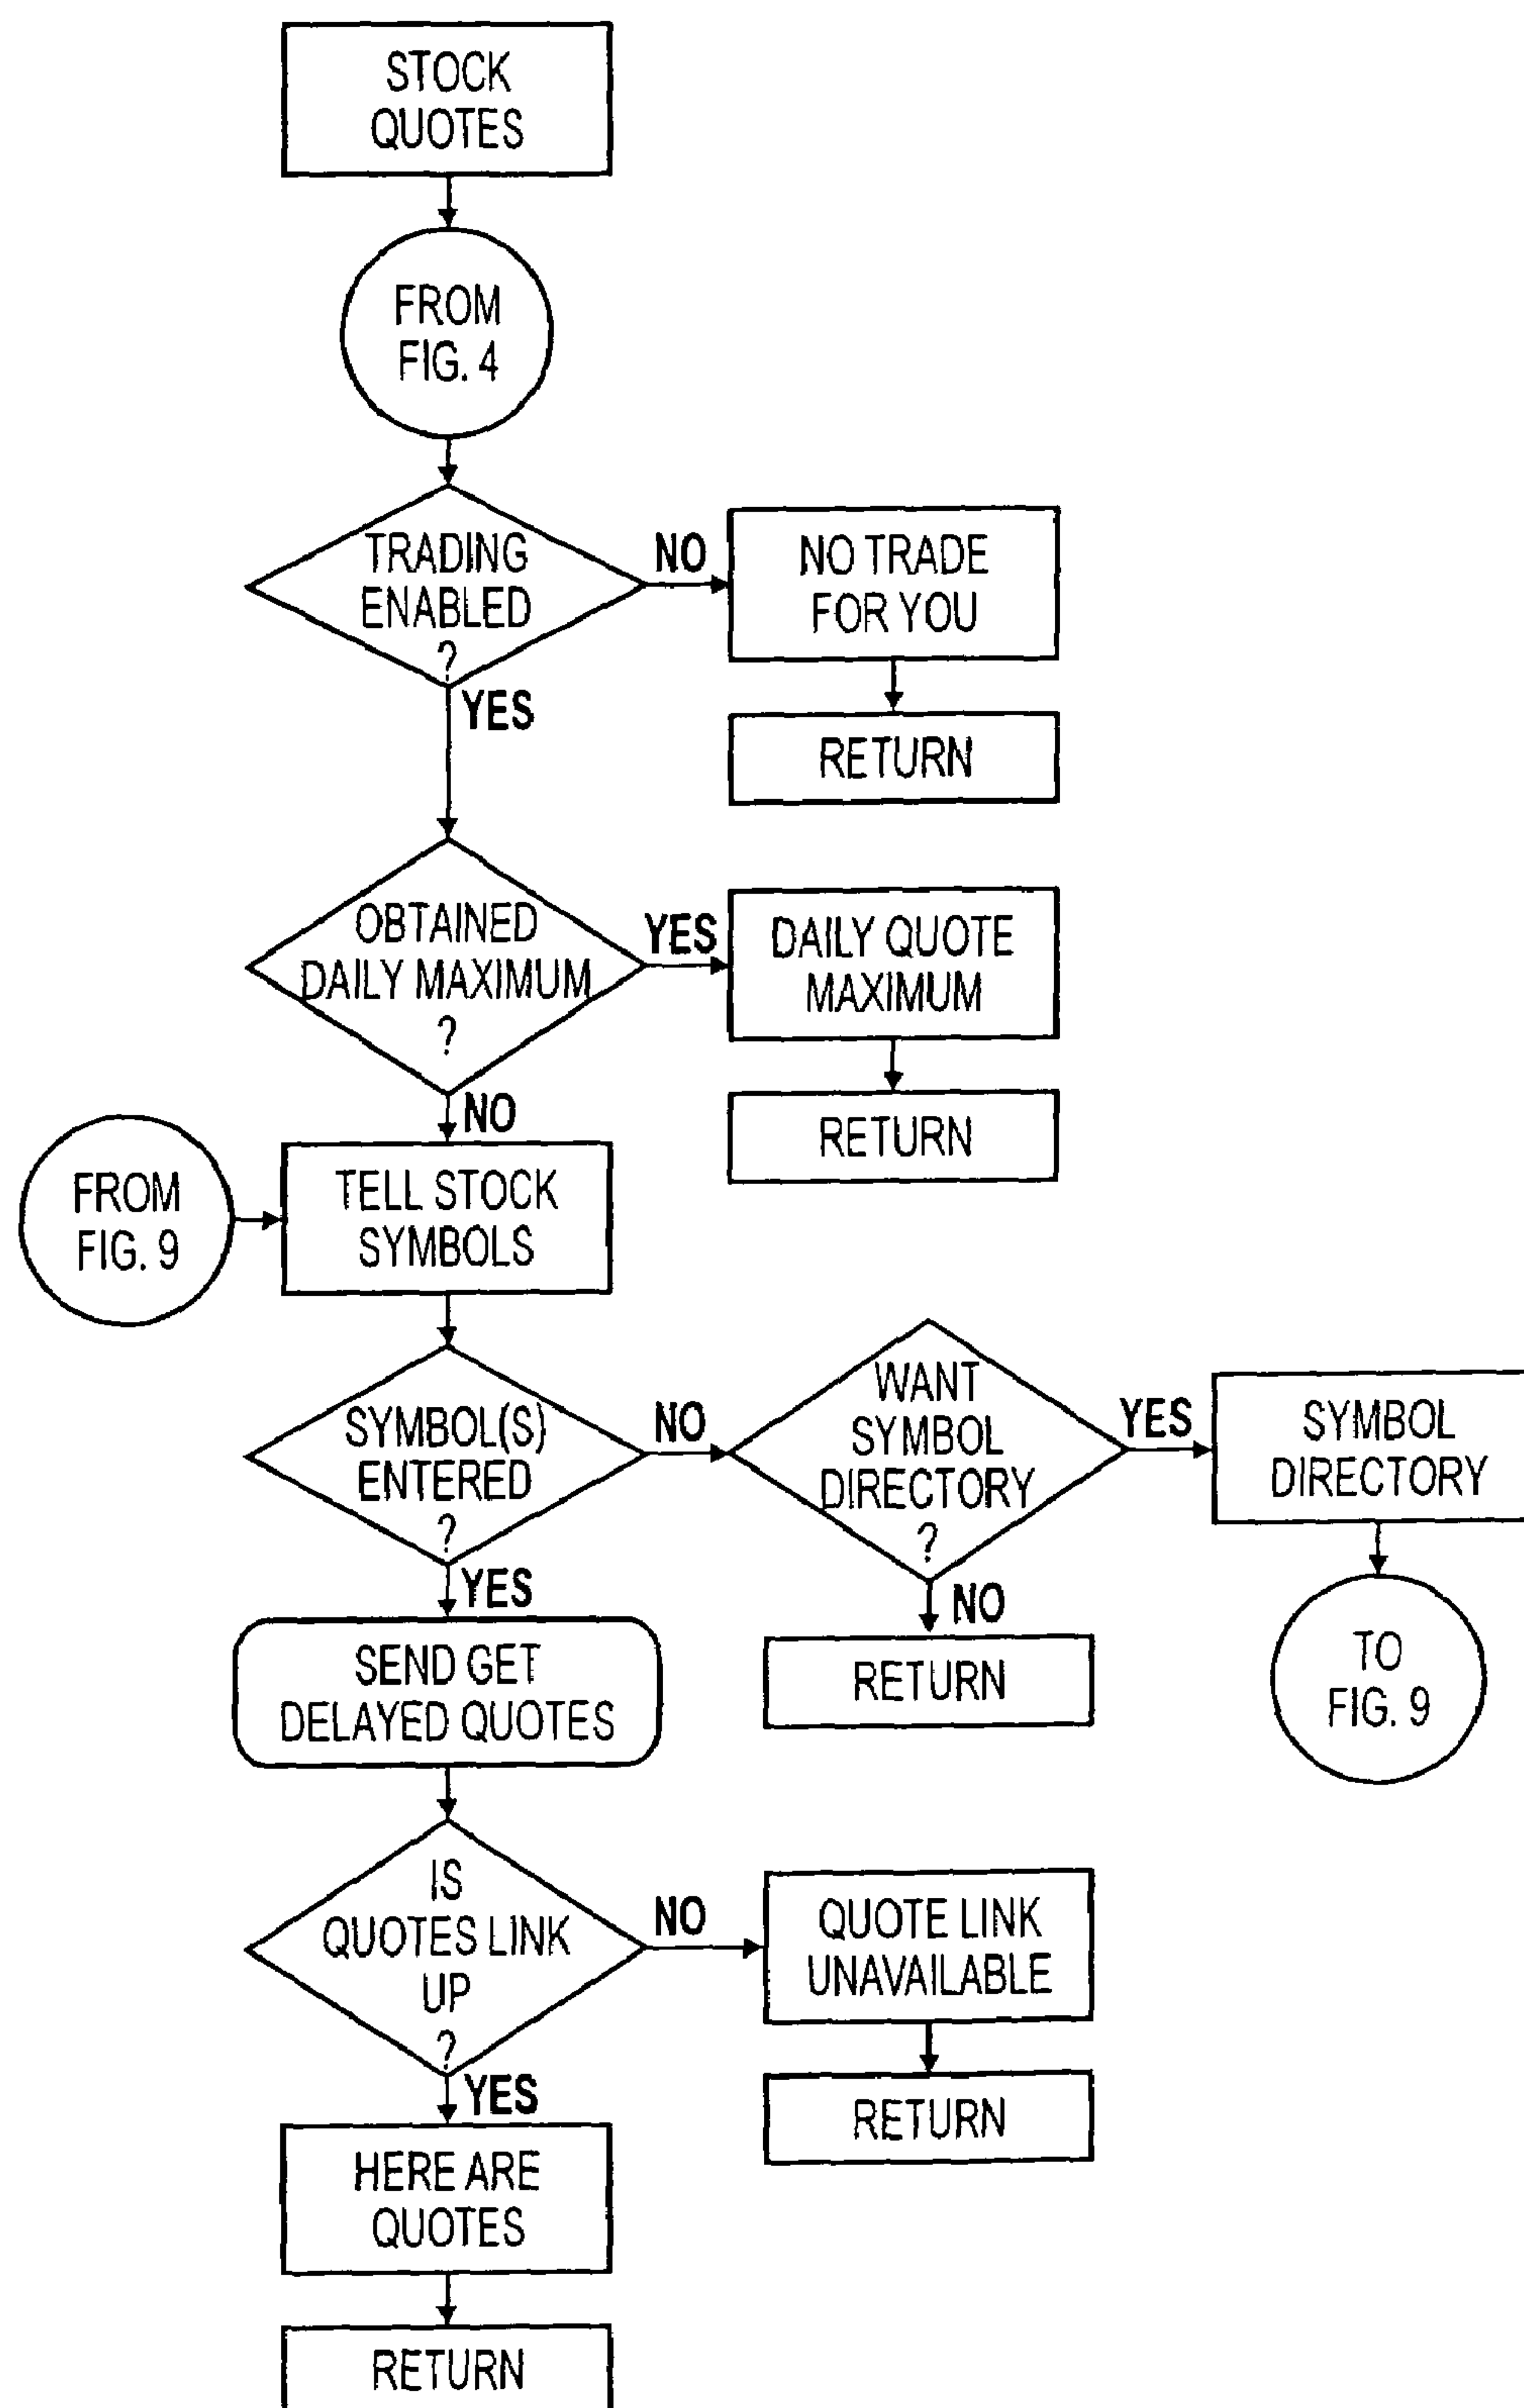 STOCK
QUOTES
FROM
FIG. 4
TRADING
ENABLED
?
NO
NO TRADE
FOR YOU
YES
RETURN
OBTAINED
DAILY MAXIMUM
?
YES
DAILY QUOTE
MAXIMUM
RETURN
NO
FROM
FIG. 9
TELL STOCK
SYMBOLS
SYMBOL(S)
ENTERED
?
NO
WANT
SYMBOL
DIRECTORY
?
YES
SYMBOL
DIRECTORY
YES
NO
SEND GET
DELAYED QUOTES
RETURN
TO
FIG. 9
IS
QUOTES LINK
UP
?
NO
QUOTE LINK
UNAVAILABLE
YES
RETURN
HERE ARE
QUOTES
RETURN